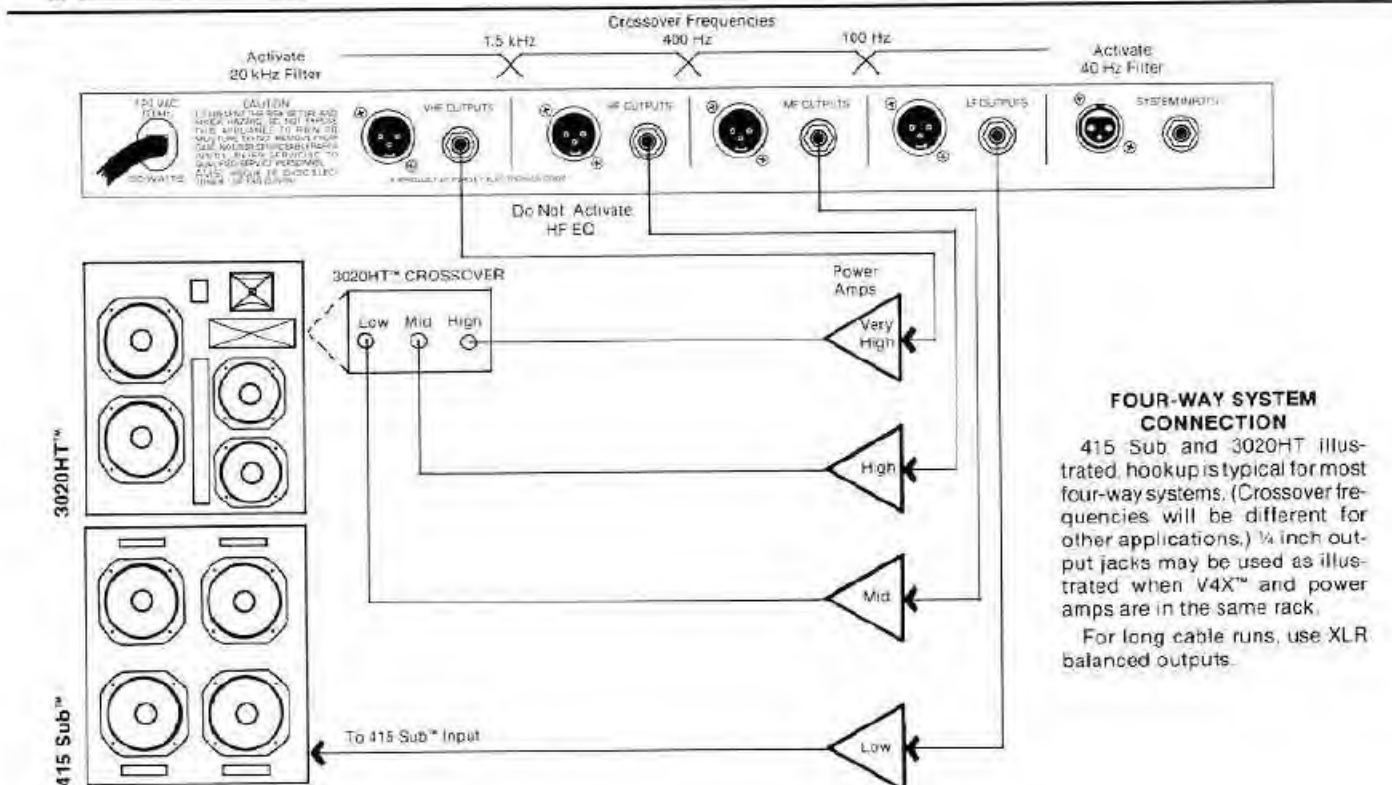 Crossover Frequencies
1.5 kHz
400 Hz
100 Hz
Activate
20 kHz Filter
Activate
40 Hz Filter
CAUTION
VHF OUTPUTS
HF OUTPUTS
MF OUTPUTS
LF OUTPUTS
SYSTEM INPUTS
Do Not Activate
HF EQ
3020HT™ CROSSOVER
Low Mid High
Power
Amps
Very
High
High
Mid
Low
3020HT™
415 Sub™
To 415 Sub™ Input
FOUR-WAY SYSTEM
CONNECTION
415 Sub and 3020HT illus-
trated, hookup is typical for most
four-way systems. (Crossover fre-
quencies will be different for
other applications.) ¼ inch out-
put jacks may be used as illus-
trated when V4X™ and power
amps are in the same rack.
For long cable runs, use XLR
balanced outputs.